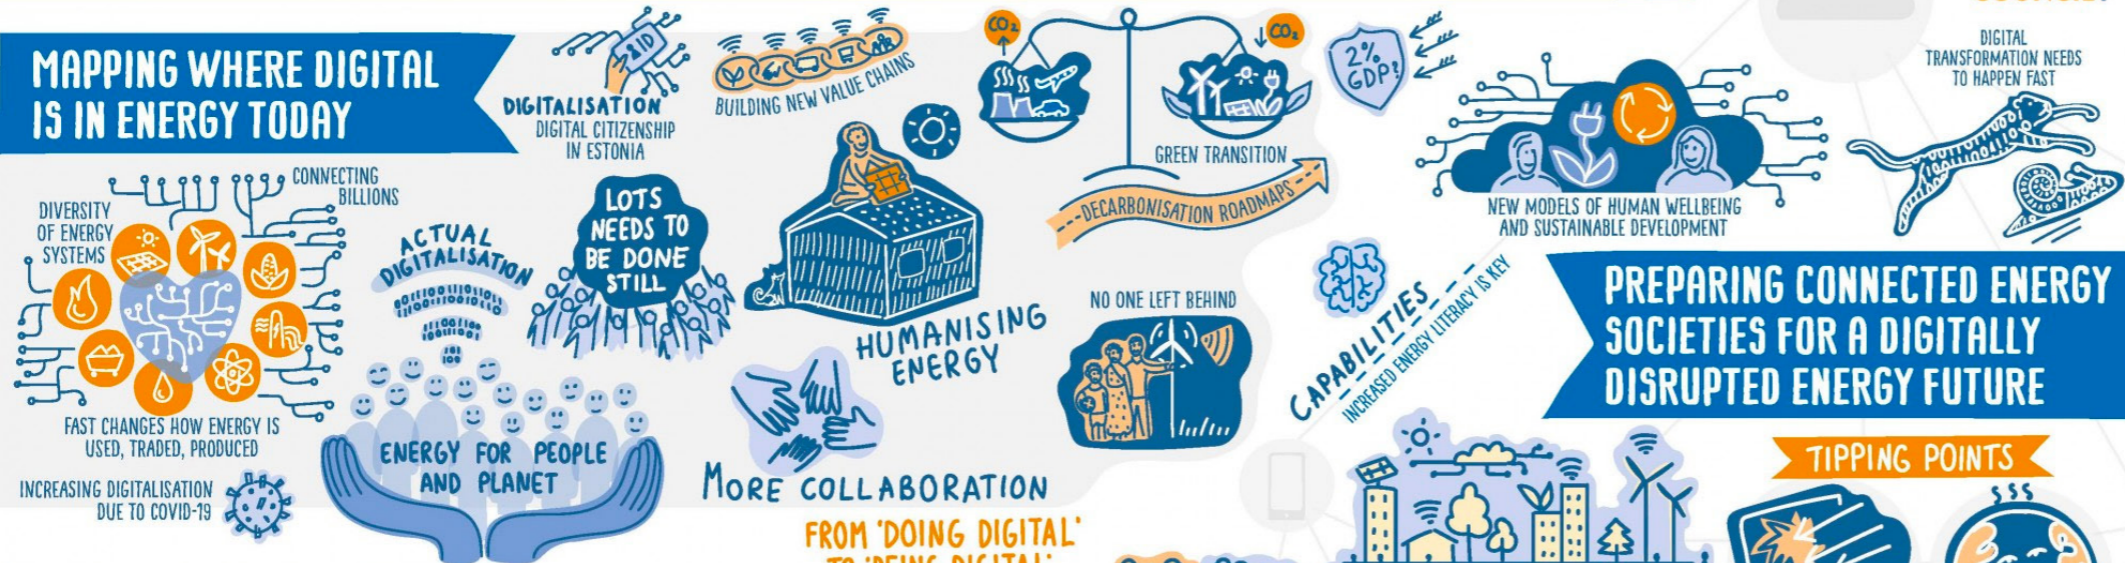 MAPPING WHERE DIGITAL
IS IN ENERGY TODAY
DIVERSITY
OF ENERGY
SYSTEMS
CONNECTING
BILLIONS
FAST CHANGES HOW ENERGY IS
USED, TRADED, PRODUCED
INCREASING DIGITALISATION
DUE TO COVID-19
ACTUAL
DIGITALISATION
ENERGY FOR PEOPLE
AND PLANET
DIGITALISATION
DIGITAL CITIZENSHIP
IN ESTONIA
BUILDING NEW VALUE CHAINS
LOTS
NEEDS TO
BE DONE
STILL
HUMANISING
ENERGY
MORE COLLABORATION
FROM 'DOING DIGITAL'
TO 'BEING DIGITAL'
CO2
CO2
GREEN TRANSITION
DECARBONISATION ROADMAPS
2%
GDP?
NO ONE LEFT BEHIND
CAPABILITIES
INCREASED ENERGY LITERACY IS KEY
NEW MODELS OF HUMAN WELLBEING
AND SUSTAINABLE DEVELOPMENT
DIGITAL
TRANSFORMATION NEEDS
TO HAPPEN FAST
PREPARING CONNECTED ENERGY
SOCIETIES FOR A DIGITALLY
DISRUPTED ENERGY FUTURE
TIPPING POINTS